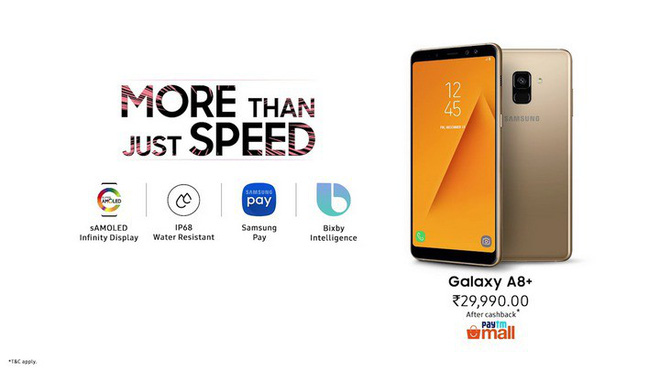 MORE THAN
JUST SPEED
sAMOLED
Infinity Display
IP68
Water Resistant
SAMSUNG
pay
Samsung
Pay
Bixby
Intelligence
12
45
SAMSUNG
Galaxy A8+
₹29,990.00
After cashback*
PAYTM
mall
*T&C apply.